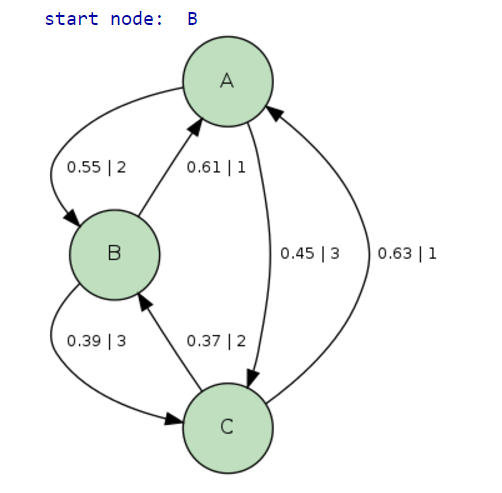 start node:  B
A
0.55 | 2
0.61 | 1
B
0.45 | 3
0.63 | 1
0.39 | 3
0.37 | 2
C